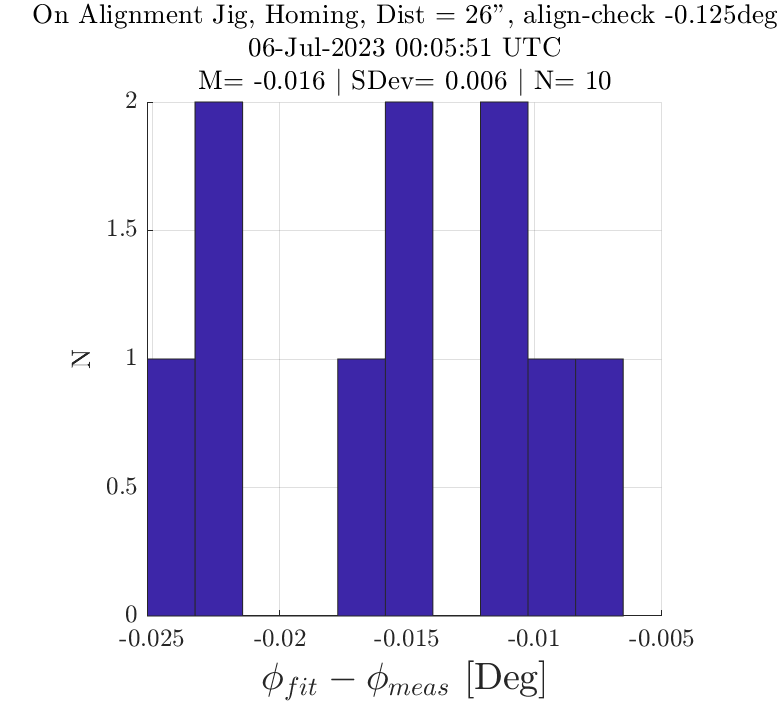 On Alignment Jig, Homing, Dist = 26”, align-check -0.125deg
06-Jul-2023 00:05:51 UTC
M= -0.016 | SDev= 0.006 | N= 10
2
1.5
1
0.5
0
N
-0.025 -0.02 -0.015 -0.01 -0.005
ϕ_fit − ϕ_meas [Deg]